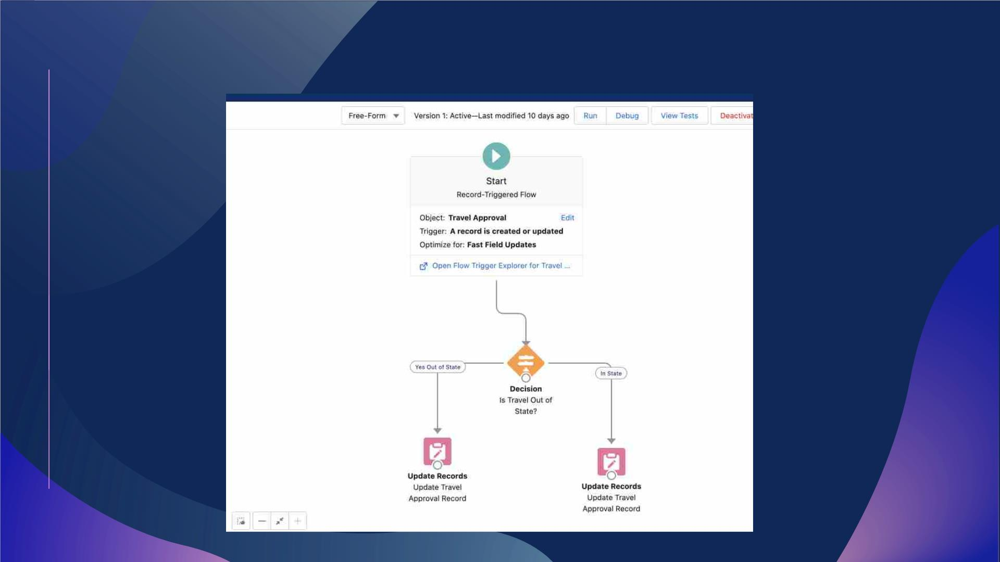 Free-Form
Version 1: Active—Last modified 10 days ago
Run
Debug
View Tests
Deactivat
Start
Record-Triggered Flow
Object: Travel Approval
Edit
Trigger: A record is created or updated
Optimize for: Fast Field Updates
Open Flow Trigger Explorer for Travel ...
Yes Out of State
In State
Decision
Is Travel Out of
State?
Update Records
Update Travel
Approval Record
Update Records
Update Travel
Approval Record